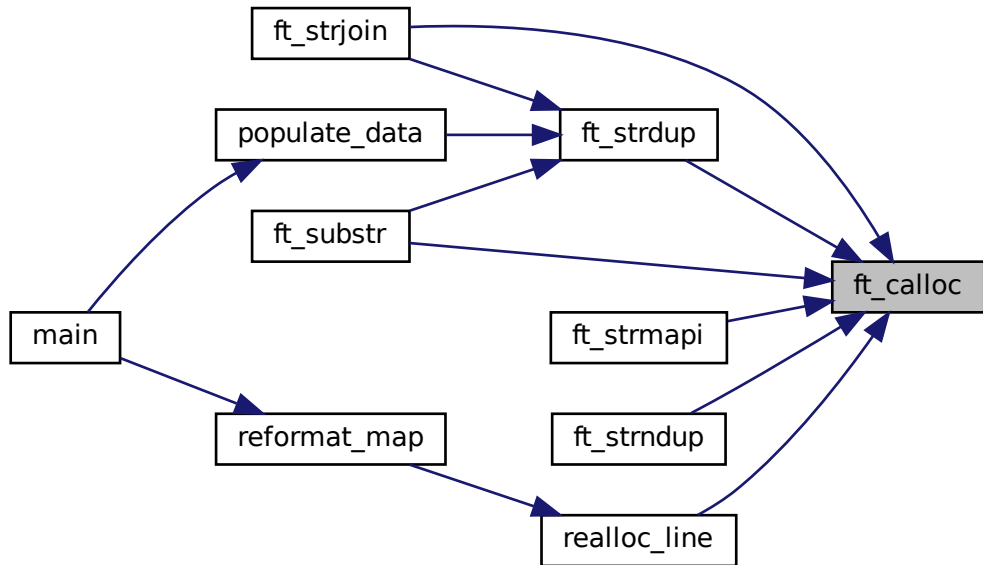 ft_strjoin
populate_data
ft_strdup
ft_substr
ft_calloc
main
ft_strmapi
reformat_map
ft_strndup
realloc_line